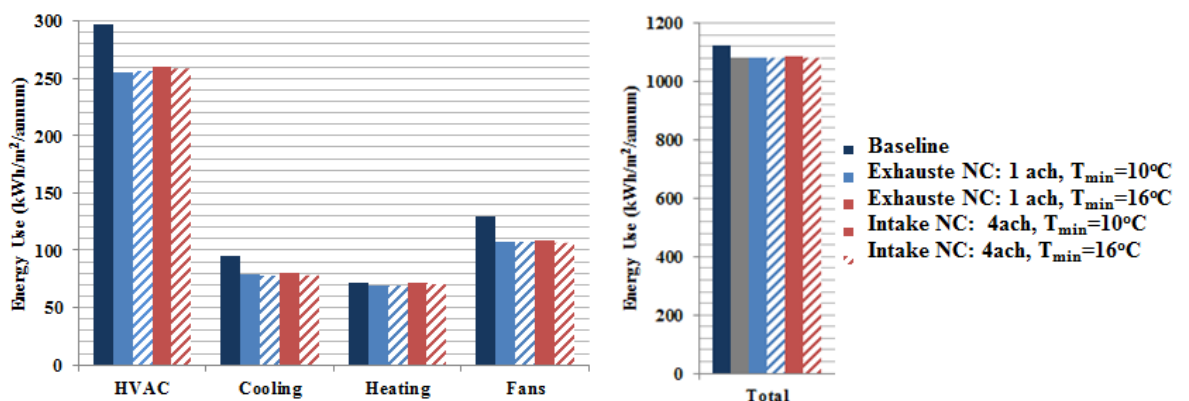 Energy Use (kWh/m²/annum)
300
250
200
150
100
50
0
HVAC Cooling Heating Fans
Energy Use (kWh/m²/annum)
1200
1000
800
600
400
200
0
Total
Baseline
Exhauste NC: 1 ach, Tmin=10ºC
Exhauste NC: 1 ach, Tmin=16ºC
Intake NC: 4ach, Tmin=10ºC
Intake NC: 4ach, Tmin=16ºC